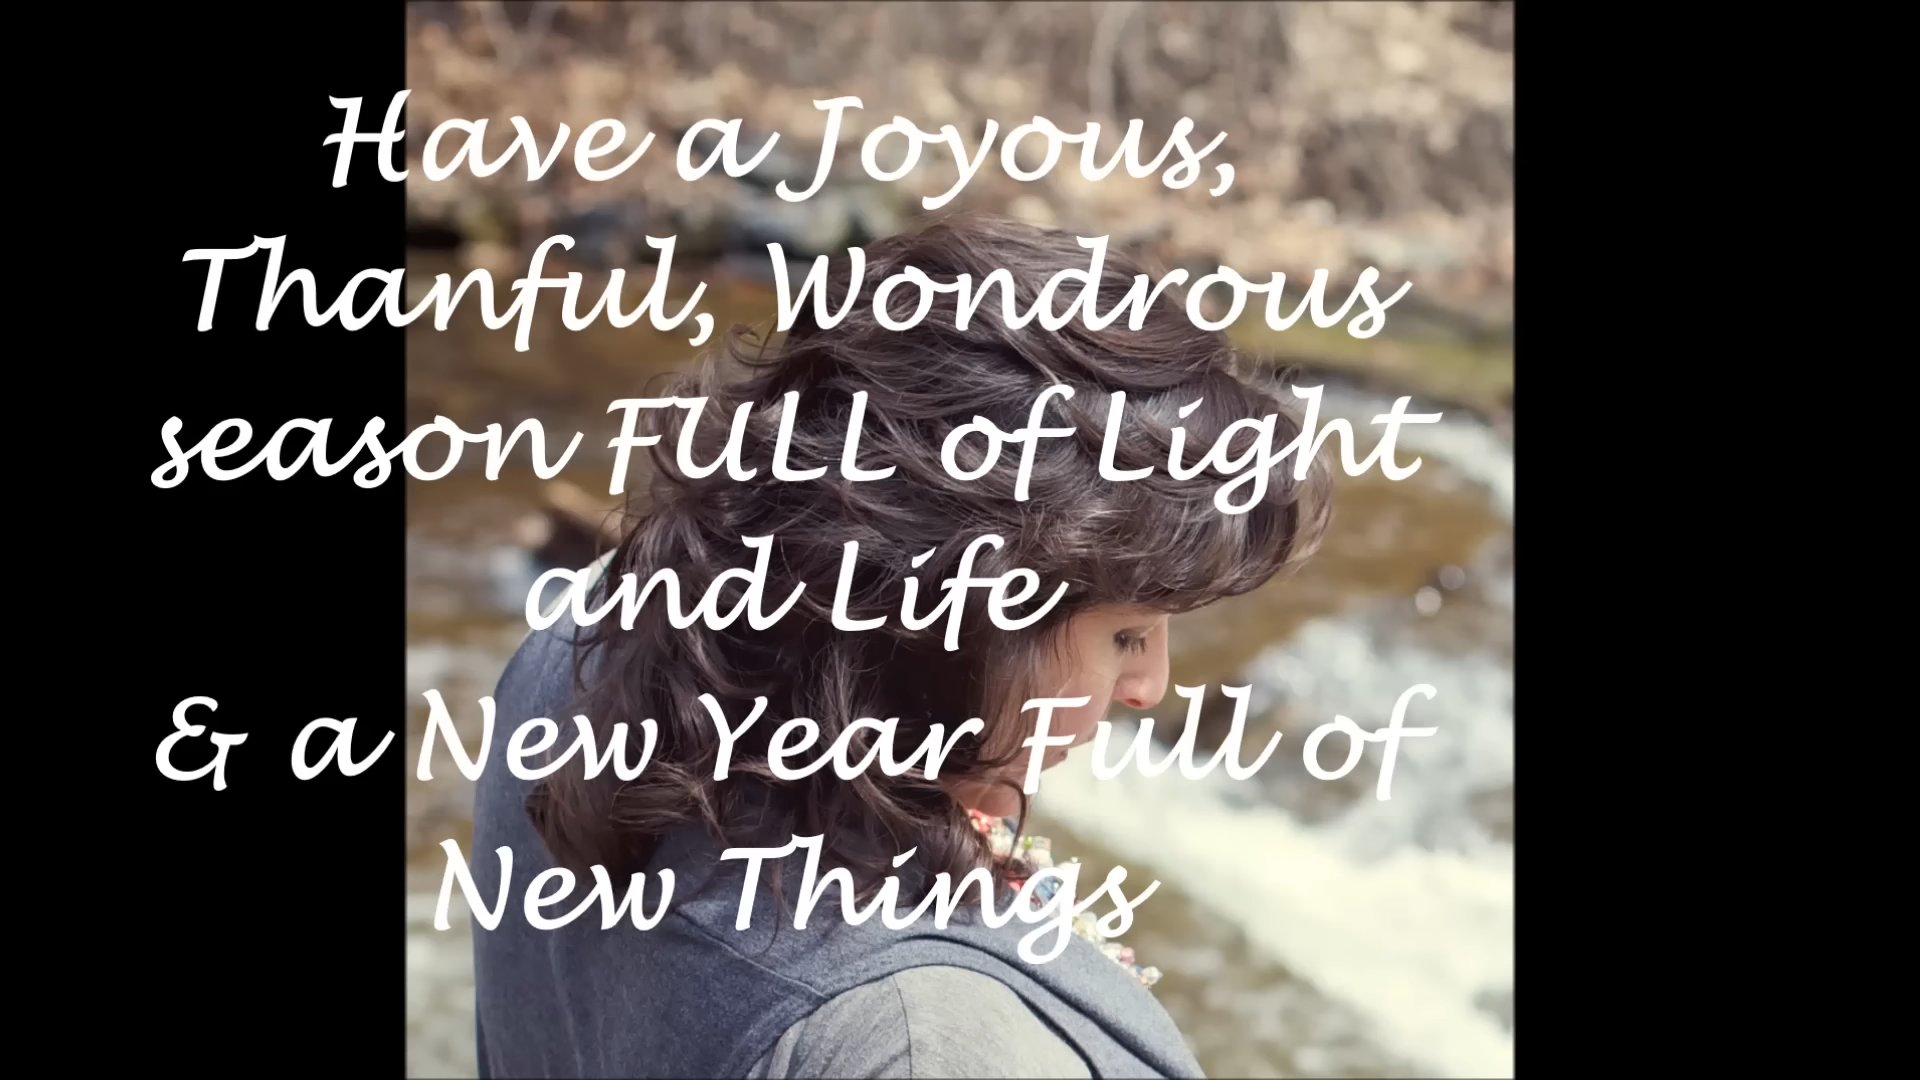 Have a Joyous,
Thanful, Wondrous
season FULL of Light
and Life
& a New Year Full of
New Things